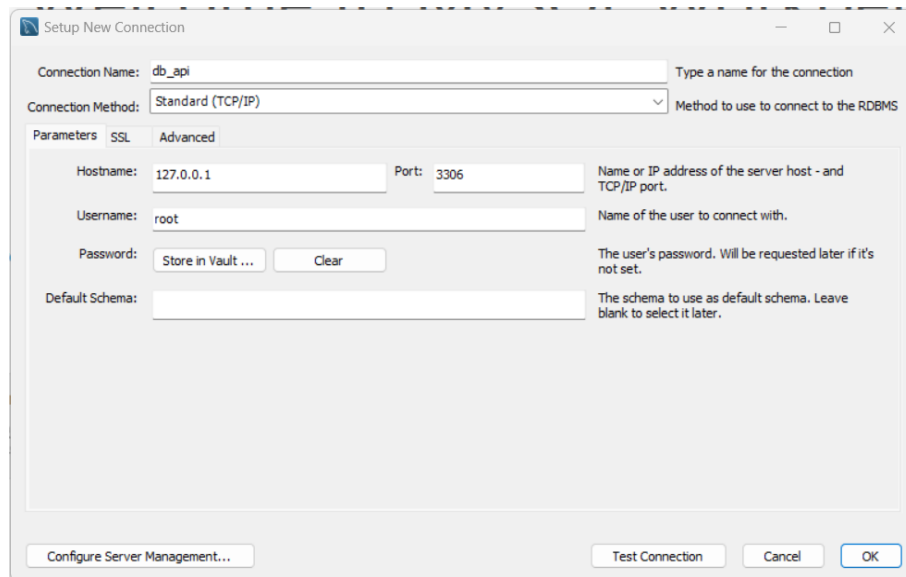 Setup New Connection
Connection Name: db_api Type a name for the connection
Connection Method: Standard (TCP/IP) Method to use to connect to the RDBMS
Parameters SSL Advanced
Hostname: 127.0.0.1 Port: 3306 Name or IP address of the server host - and
TCP/IP port.
Username: root Name of the user to connect with.
Password: Store in Vault ... Clear The user's password. Will be requested later if it's
not set.
Default Schema: The schema to use as default schema. Leave
blank to select it later.
Configure Server Management... Test Connection Cancel OK